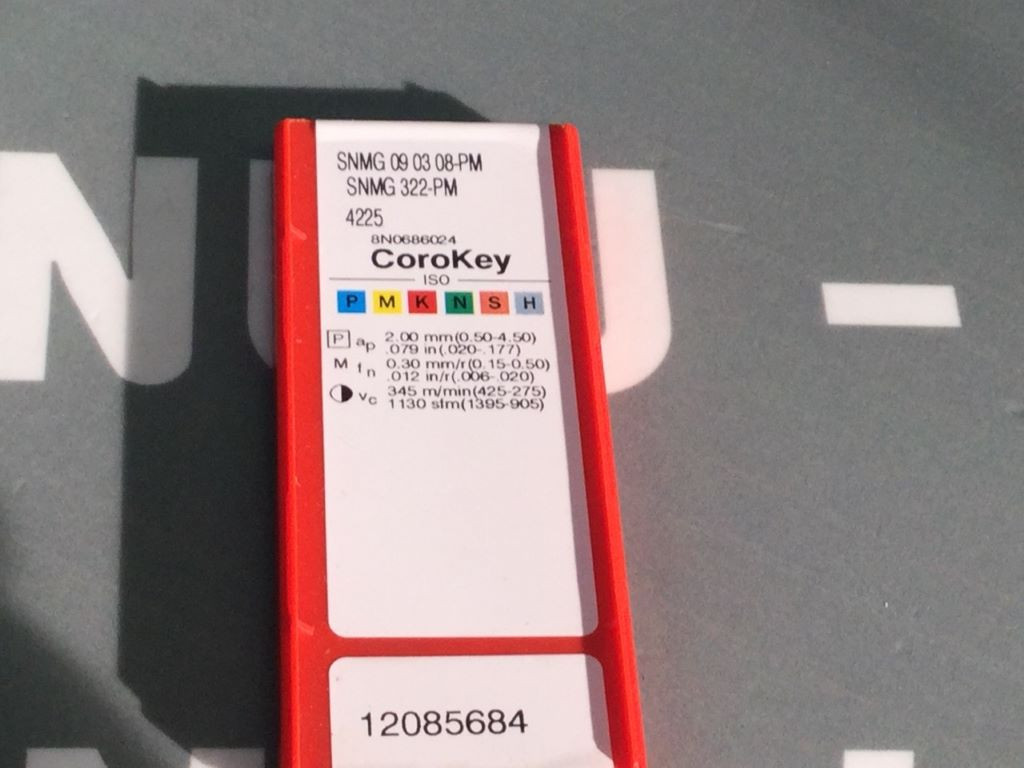 SNMG 09 03 08-PM
SNMG 322-PM
4225
8N0686024
CoroKey
ISO
P M K N S H
P ap 2.00 mm(0.50-4.50)
.079 in(.020-.177)
M fn 0.30 mm/r(0.15-0.50)
.012 in/r(.006-.020)
vc 345 m/min(425-275)
1130 sfm(1395-905)
12085684